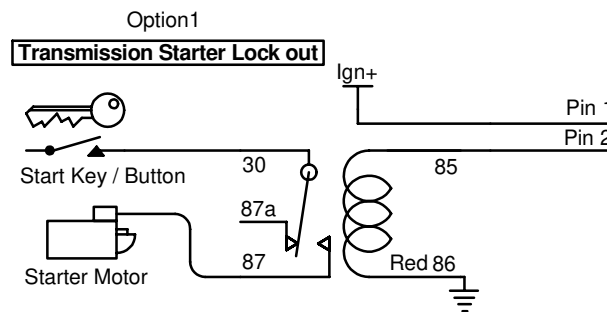 Option1
Transmission Starter Lock out
Ign+
Pin 1
Pin 2
Start Key / Button
30
85
87a
87
Red 86
Starter Motor